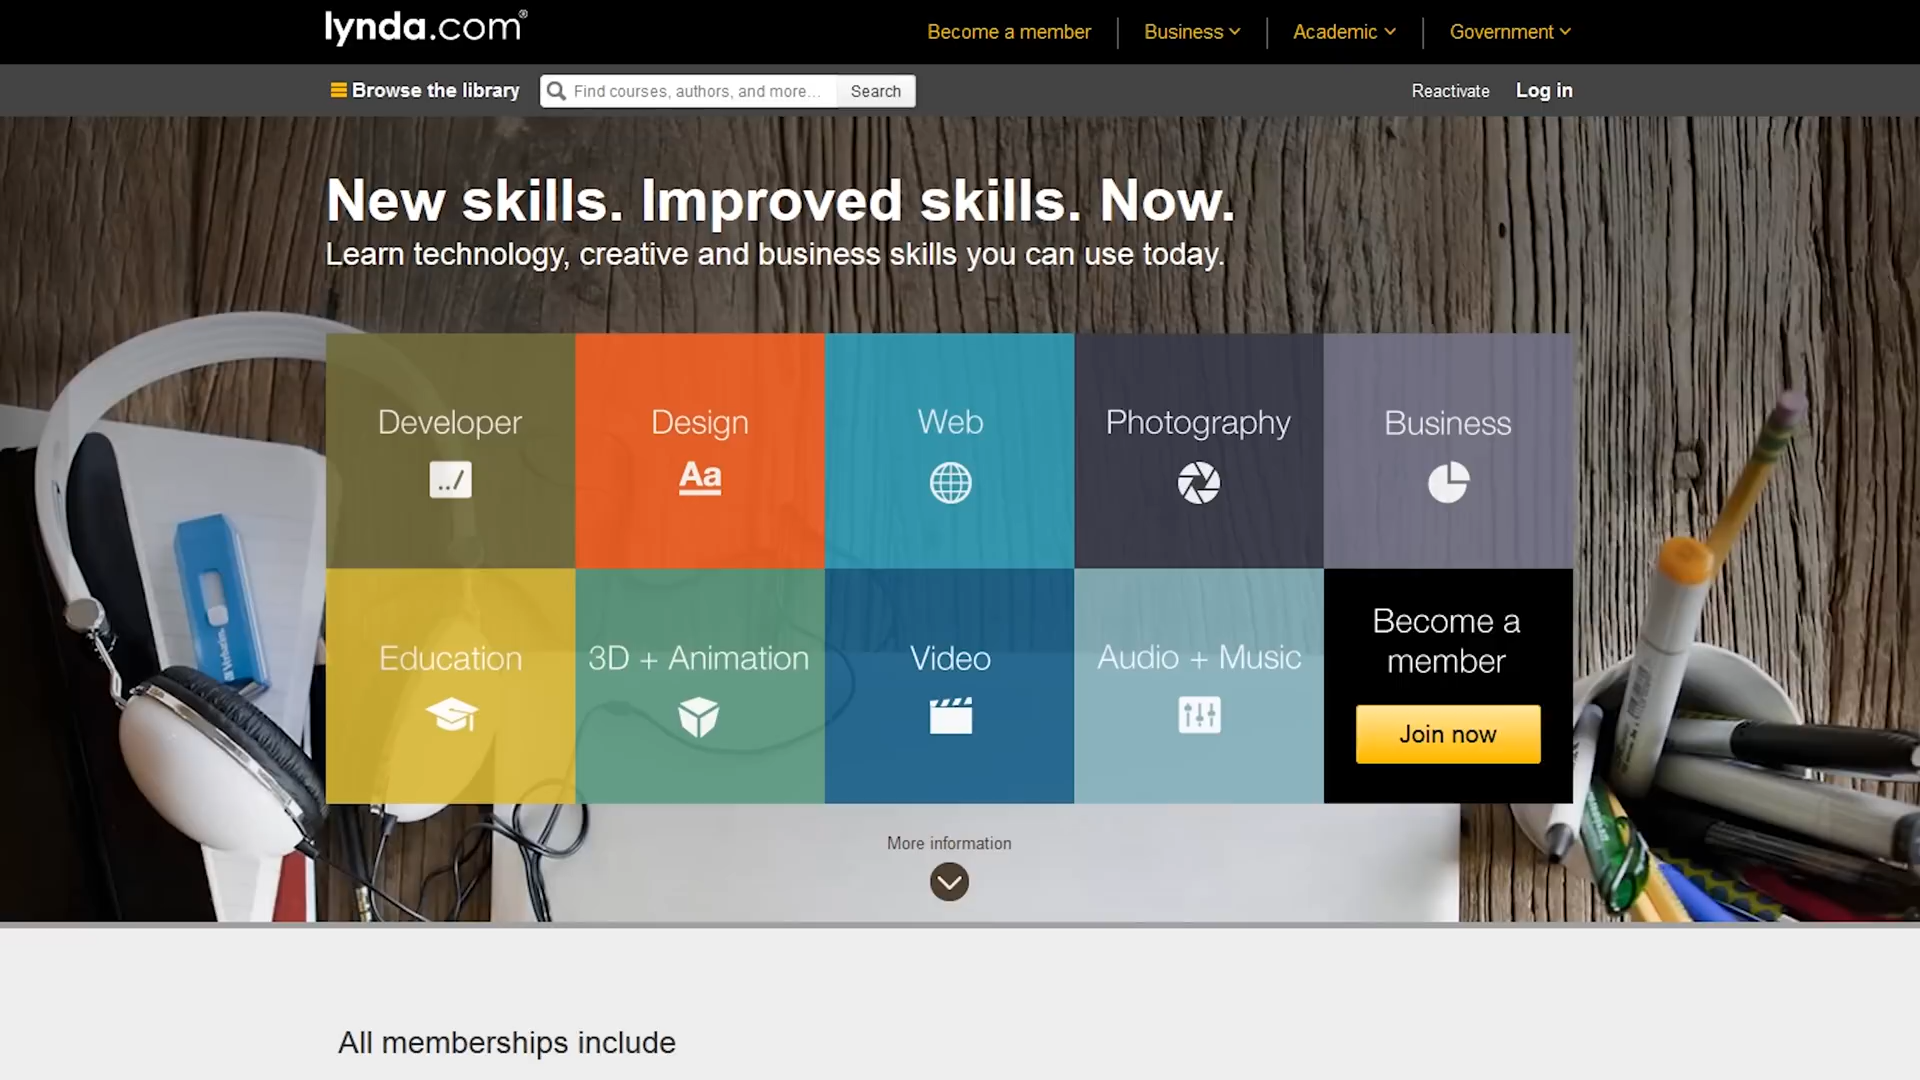 lynda.com®
Become a member
Business
Academic
Government
Browse the library
Find courses, authors, and more...
Search
Reactivate
Log in
New skills. Improved skills. Now.
Learn technology, creative and business skills you can use today.
Developer
../
Design
Aa
Web
Photography
Business
Education
3D + Animation
Video
Audio + Music
Become a
member
Join now
Verbatim
More information
All memberships include